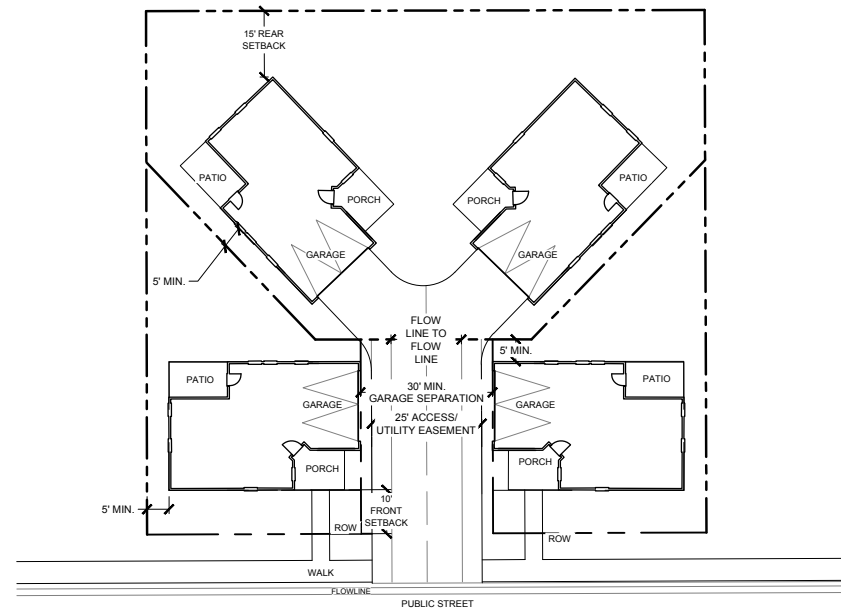 15' REAR
SETBACK
PATIO
PORCH
PORCH
PATIO
GARAGE
GARAGE
5' MIN.
FLOW
LINE TO
FLOW
LINE
5' MIN.
PATIO
PATIO
30' MIN.
GARAGE SEPARATION
GARAGE
GARAGE
25' ACCESS/
UTILITY EASEMENT
PORCH
PORCH
10'
FRONT
SETBACK
5' MIN.
ROW
ROW
WALK
FLOWLINE
PUBLIC STREET